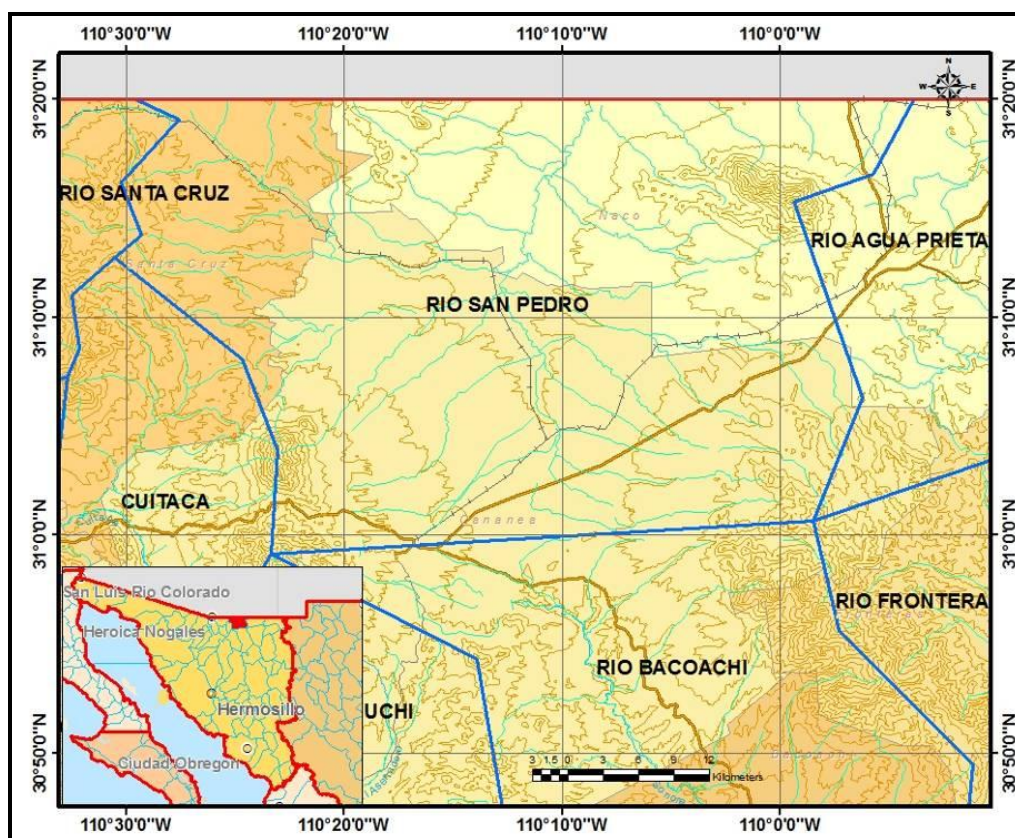 110°30'0"W 110°20'0"W 110°10'0"W 110°0'0"W
31°20'0"N 31°20'0"N
N
W E
S
RIO SANTA CRUZ
Naco
RIO AGUA PRIETA
Santa Cruz
31°10'0"N 31°10'0"N
RIO SAN PEDRO
CUITACA
Cananea
31°0'0"N 31°0'0"N
San Luis Rio Colorado
Heroica Nogales
Hermosillo
Ciudad Obregon
RIO FRONTERA
RIO BACOACHI
UCHI
30°50'0"N 30°50'0"N
3 1.5 0 3 6 9 12
Kilometers
110°30'0"W 110°20'0"W 110°10'0"W 110°0'0"W